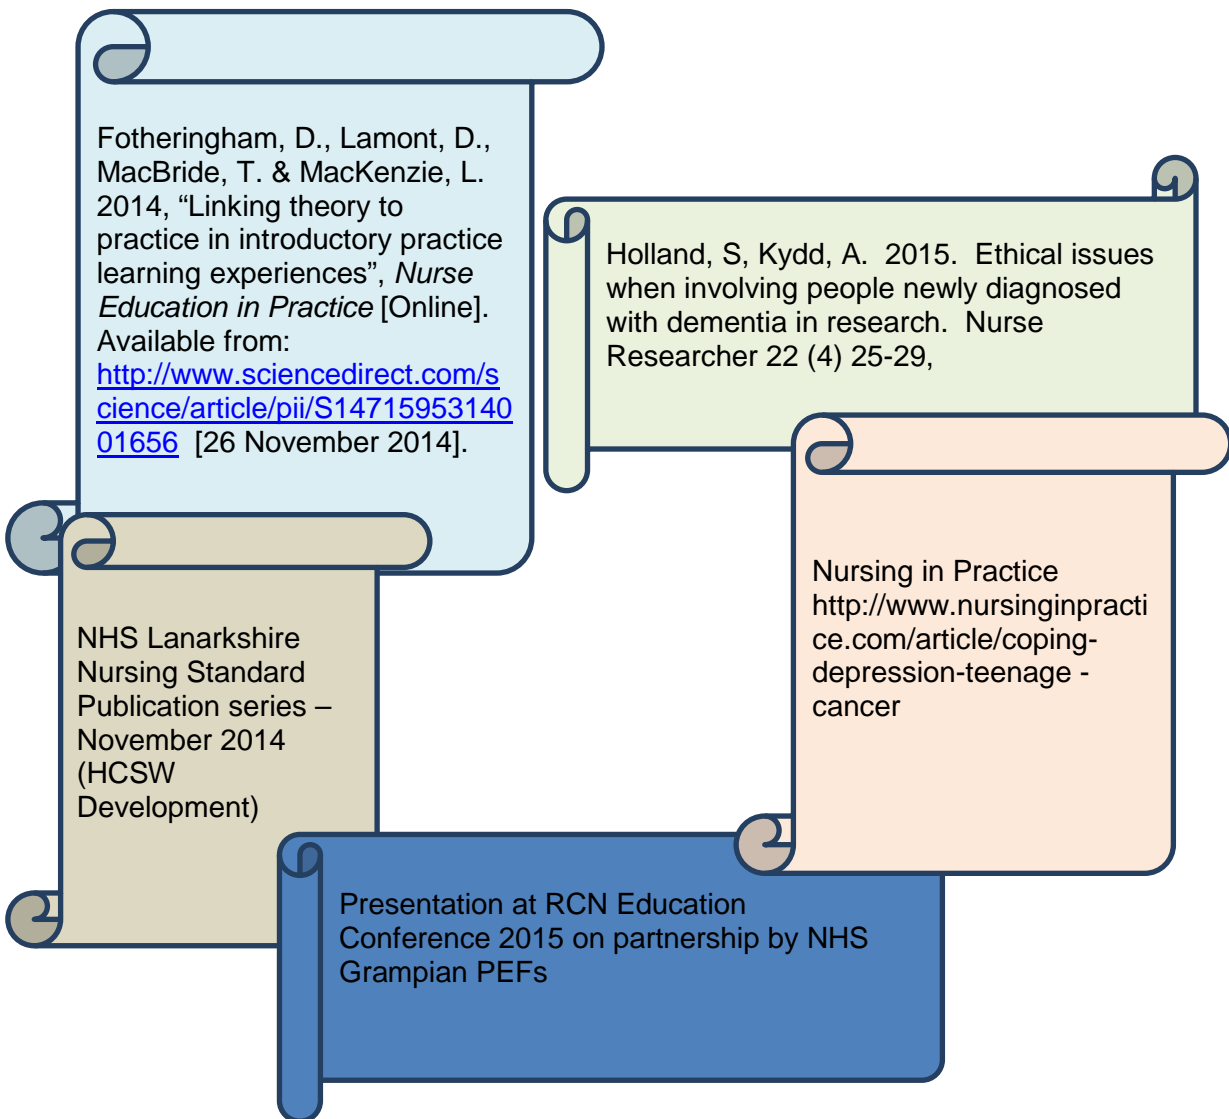 Fotheringham, D., Lamont, D.,
MacBride, T. & MacKenzie, L.
2014, “Linking theory to
practice in introductory practice
learning experiences”, Nurse
Education in Practice [Online].
Available from:
http://www.sciencedirect.com/s
cience/article/pii/S14715953140
01656 [26 November 2014].
Holland, S, Kydd, A. 2015. Ethical issues
when involving people newly diagnosed
with dementia in research. Nurse
Researcher 22 (4) 25-29,
Nursing in Practice
http://www.nursinginpracti
ce.com/article/coping-
depression-teenage -
cancer
NHS Lanarkshire
Nursing Standard
Publication series –
November 2014
(HCSW
Development)
Presentation at RCN Education
Conference 2015 on partnership by NHS
Grampian PEFs